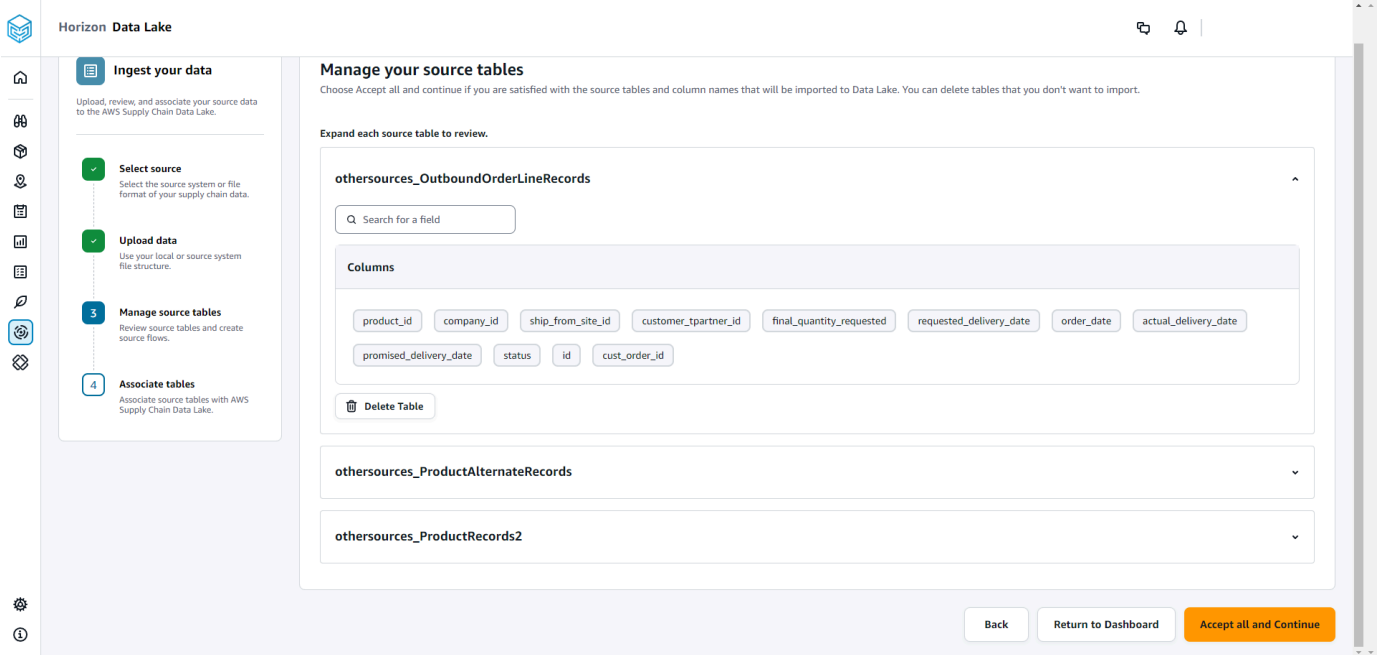 Horizon Data Lake
Ingest your data
Upload, review, and associate your source data
to the AWS Supply Chain Data Lake.
Select source
Select the source system or file
format of your supply chain data.
Upload data
Use your local or source system
file structure.
3
Manage source tables
Review source tables and create
source flows.
4
Associate tables
Associate source tables with AWS
Supply Chain Data Lake.
Manage your source tables
Choose Accept all and continue if you are satisfied with the source tables and column names that will be imported to Data Lake. You can delete tables that you don't want to import.
Expand each source table to review.
othersources_OutboundOrderLineRecords
Search for a field
Columns
product_id company_id ship_from_site_id customer_tpartner_id final_quantity_requested requested_delivery_date order_date actual_delivery_date
promised_delivery_date status id cust_order_id
Delete Table
othersources_ProductAlternateRecords
othersources_ProductRecords2
Back Return to Dashboard Accept all and Continue